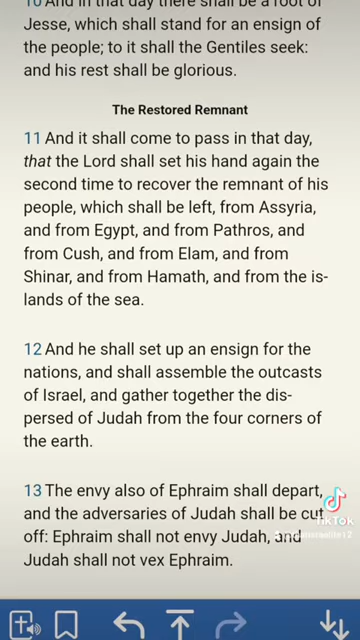 10 And in that day there shall be a root of
Jesse, which shall stand for an ensign of
the people; to it shall the Gentiles seek:
and his rest shall be glorious.
The Restored Remnant
11 And it shall come to pass in that day,
that the Lord shall set his hand again the
second time to recover the remnant of his
people, which shall be left, from Assyria,
and from Egypt, and from Pathros, and
from Cush, and from Elam, and from
Shinar, and from Hamath, and from the is-
lands of the sea.
12 And he shall set up an ensign for the
nations, and shall assemble the outcasts
of Israel, and gather together the dis-
persed of Judah from the four corners of
the earth.
13 The envy also of Ephraim shall depart,
and the adversaries of Judah shall be cut
TikTok
off: Ephraim shall not envy Judah, and
Judah shall not vex Ephraim.